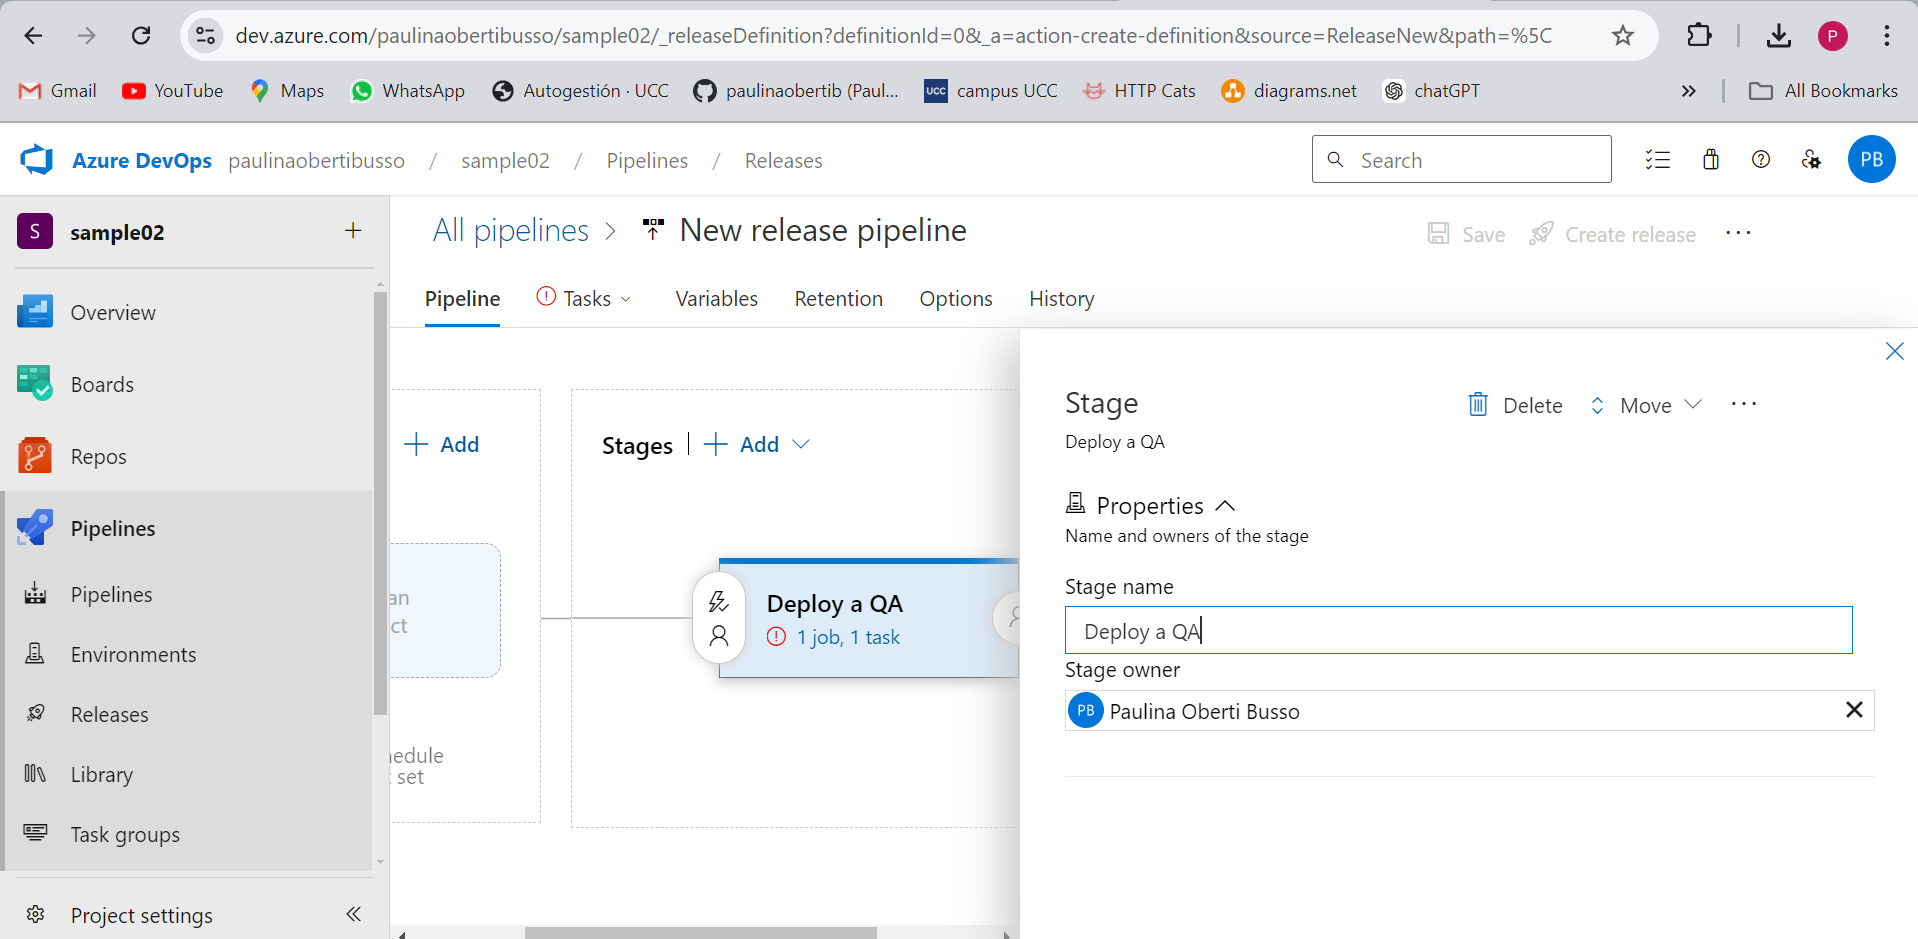 dev.azure.com/paulinaobertibusso/sample02/_releaseDefinition?definitionId=0&_a=action-create-definition&source=ReleaseNew&path=%5C
P
Gmail YouTube Maps WhatsApp Autogestión · UCC paulinaobertib (Paul... UCC campus UCC HTTP Cats diagrams.net chatGPT » All Bookmarks
Azure DevOps paulinaobertibusso / sample02 / Pipelines / Releases
Search
PB
S sample02
Overview
Boards
Repos
Pipelines
Pipelines
Environments
Releases
Library
Task groups
Project settings
All pipelines > New release pipeline
Save Create release ...
Pipeline Tasks Variables Retention Options History
+ Add
an
ct
edule
set
Stages | + Add
Deploy a QA
1 job, 1 task
Stage
Delete Move ...
Deploy a QA
Properties
Name and owners of the stage
Stage name
Deploy a QA
Stage owner
PB Paulina Oberti Busso